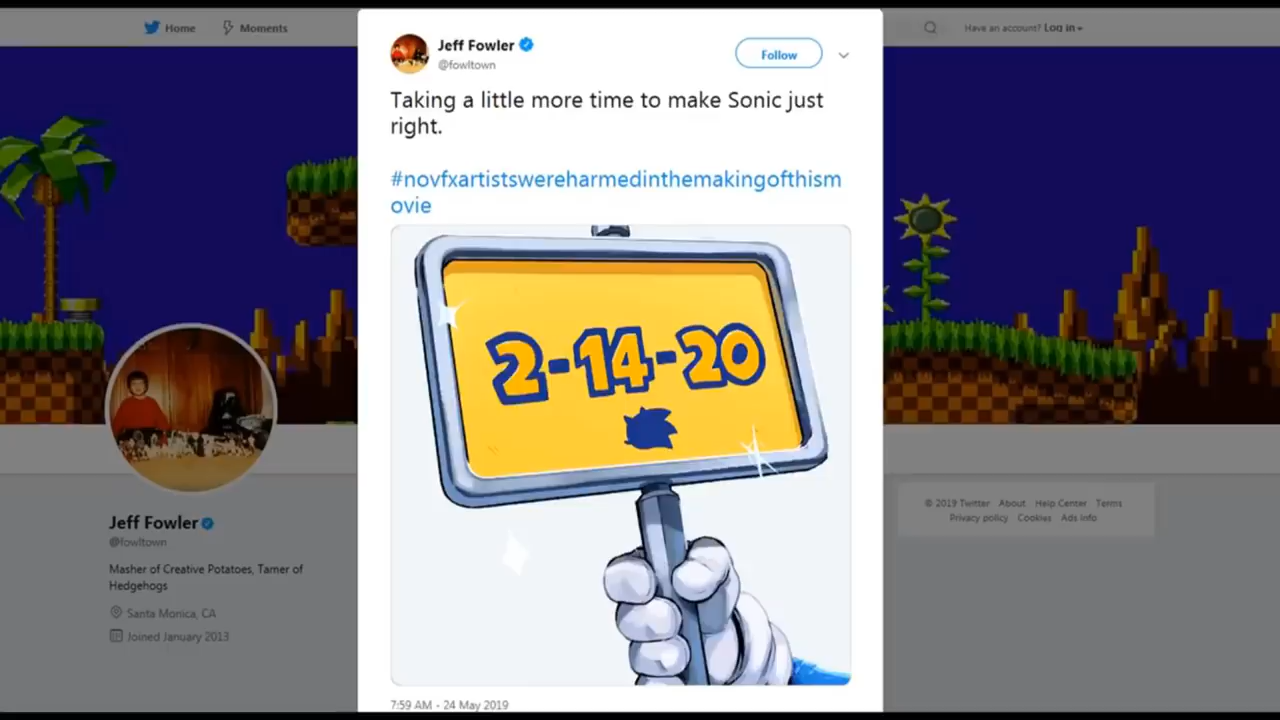 Home
Moments
Have an account? Log in
Jeff Fowler
@fowltown
Follow
Taking a little more time to make Sonic just
right.
#novfxartistswereharmedinthemakingofthism
ovie
2-14-20
7:59 AM - 24 May 2019
Jeff Fowler
@fowltown
Masher of Creative Potatoes, Tamer of
Hedgehogs
Santa Monica, CA
Joined January 2013
© 2019 Twitter About Help Center Terms
Privacy policy Cookies Ads info